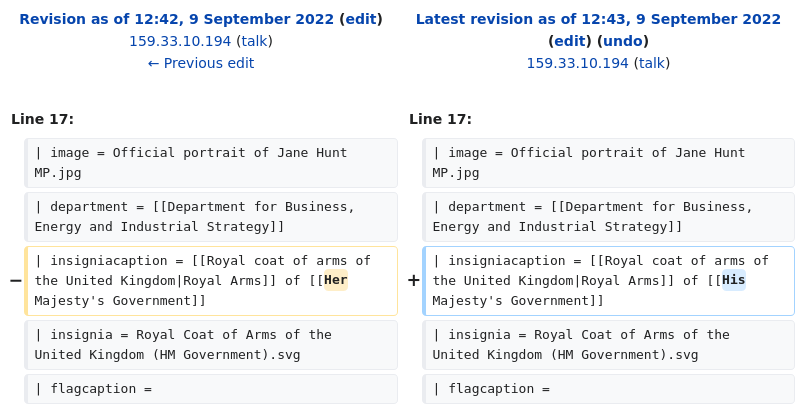 Revision as of 12:42, 9 September 2022 (edit)
159.33.10.194 (talk)
← Previous edit
Latest revision as of 12:43, 9 September 2022
(edit) (undo)
159.33.10.194 (talk)
Line 17:
Line 17:
| image = Official portrait of Jane Hunt
MP.jpg
| image = Official portrait of Jane Hunt
MP.jpg
| department = [[Department for Business,
Energy and Industrial Strategy]]
| department = [[Department for Business,
Energy and Industrial Strategy]]
− | insigniacaption = [[Royal coat of arms of
the United Kingdom|Royal Arms]] of [[Her
Majesty's Government]]
+ | insigniacaption = [[Royal coat of arms of
the United Kingdom|Royal Arms]] of [[His
Majesty's Government]]
| insignia = Royal Coat of Arms of the
United Kingdom (HM Government).svg
| insignia = Royal Coat of Arms of the
United Kingdom (HM Government).svg
| flagcaption =
| flagcaption =